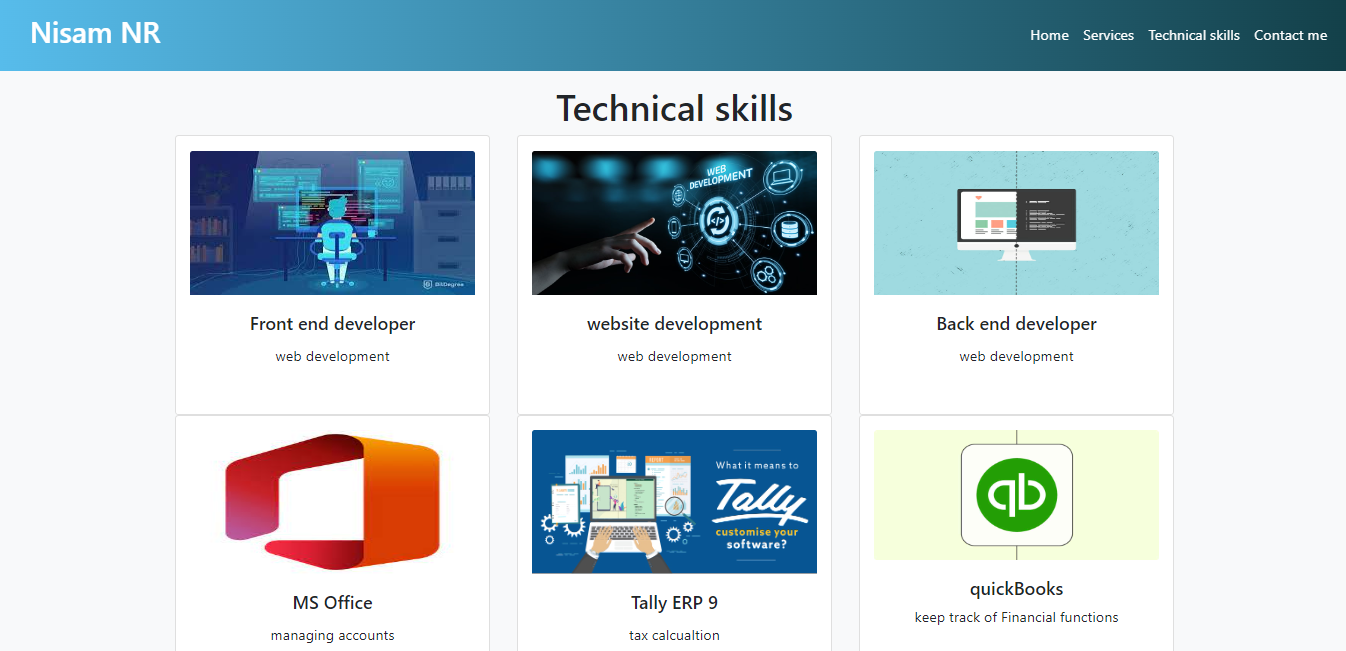 Nisam NR
Home Services Technical skills Contact me
Technical skills
WEB
DEVELOPMENT
BitDegree
Front end developer
web development
website development
web development
Back end developer
web development
What it means to
Tally
customise your
software?
qb
MS Office
managing accounts
Tally ERP 9
tax calcualtion
quickBooks
keep track of Financial functions